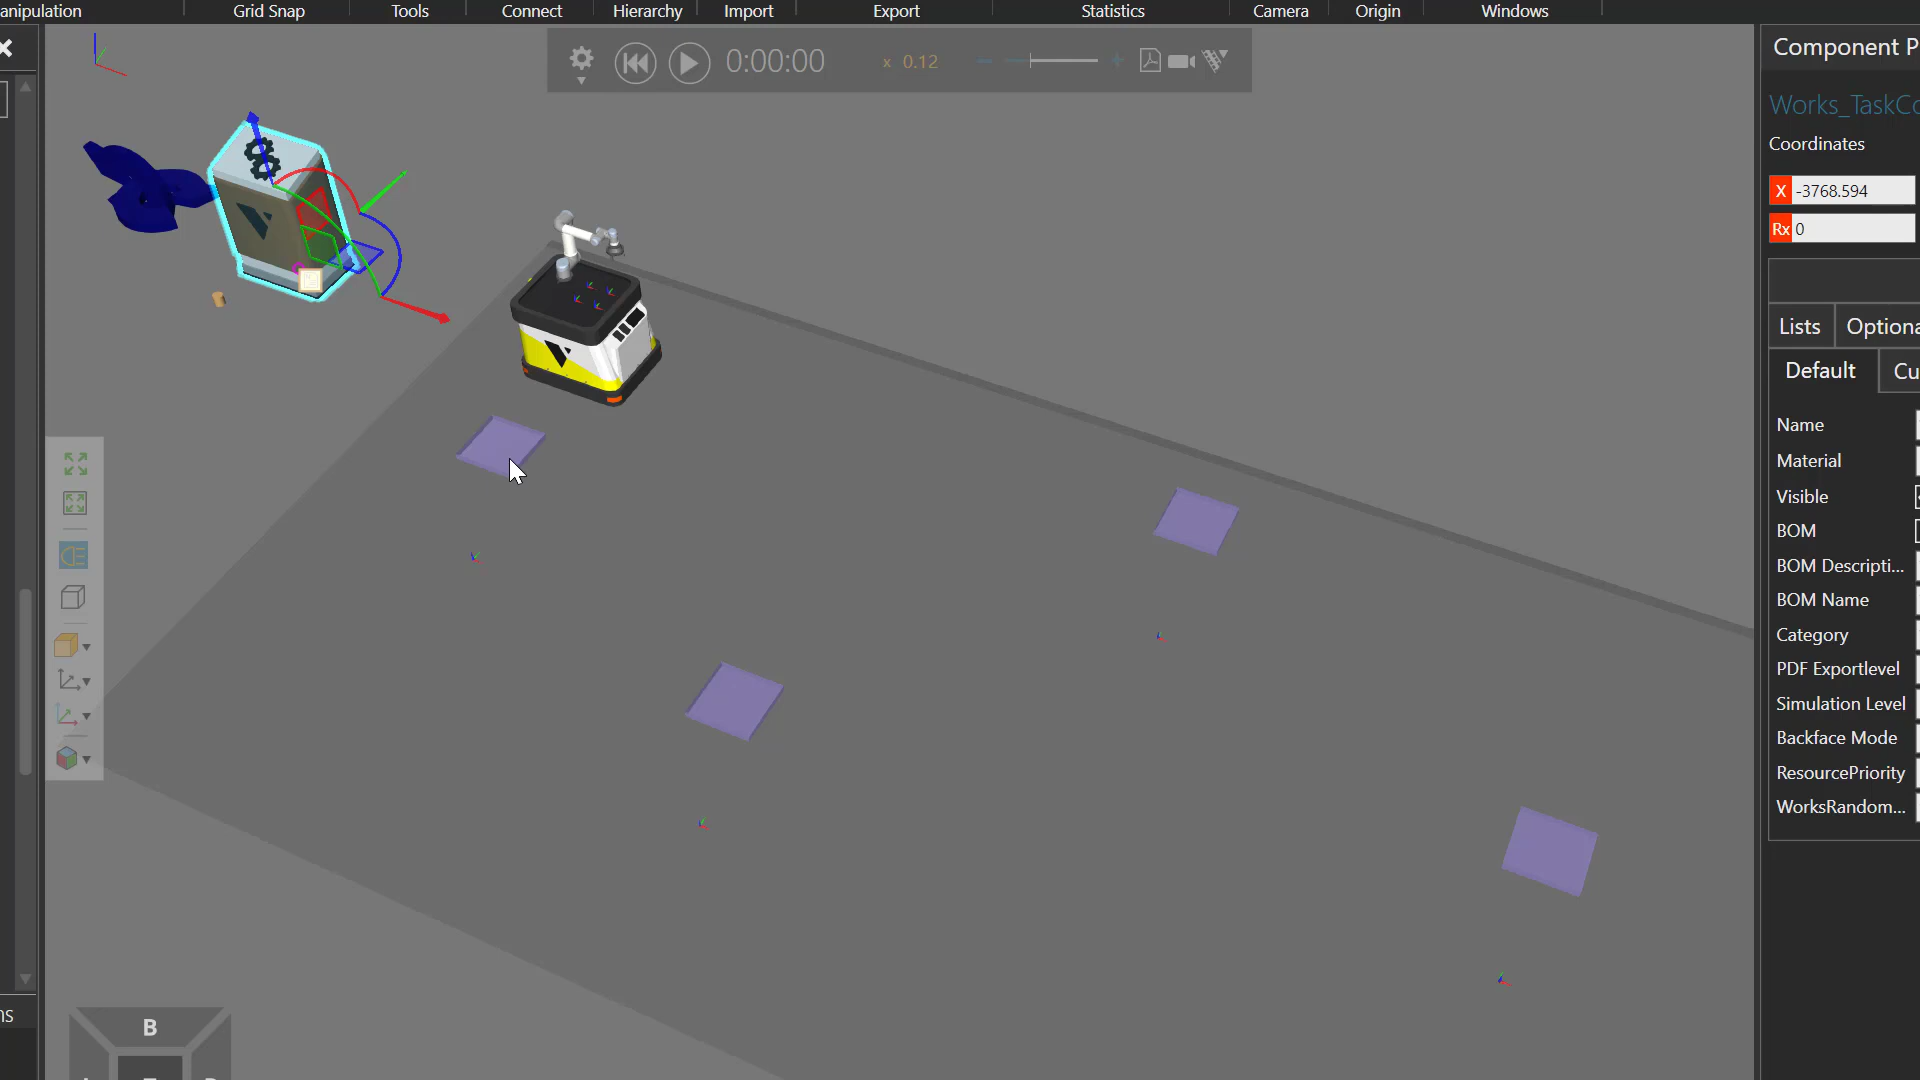 anipulation
Grid Snap
Tools
Connect
Hierarchy
Import
Export
Statistics
Camera
Origin
Windows
0:00:00
x 0.12
Component P
Works_TaskCo
Coordinates
X -3768.594
Rx 0
Lists
Optiona
Default
Cu
Name
Material
Visible
BOM
BOM Descripti...
BOM Name
Category
PDF Exportlevel
Simulation Level
Backface Mode
ResourcePriority
WorksRandom...
ns
B